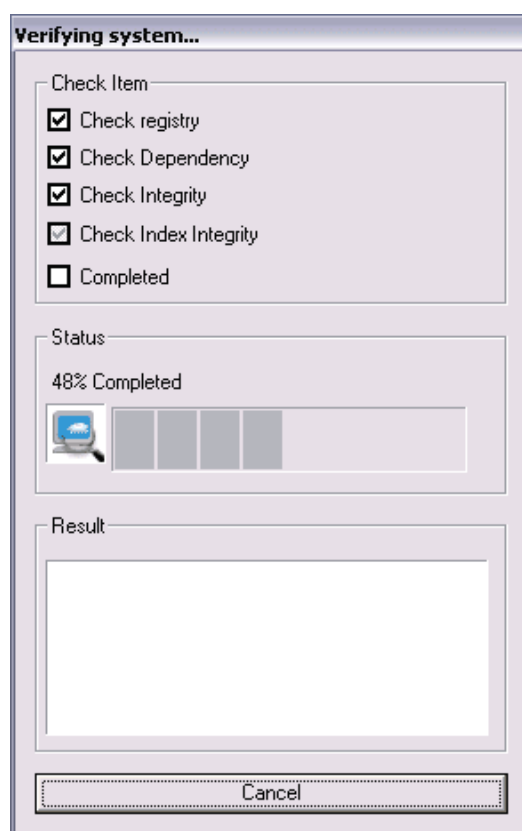 Verifying system...
Check Item
Check registry
Check Dependency
Check Integrity
Check Index Integrity
Completed
Status
48% Completed
Result
Cancel